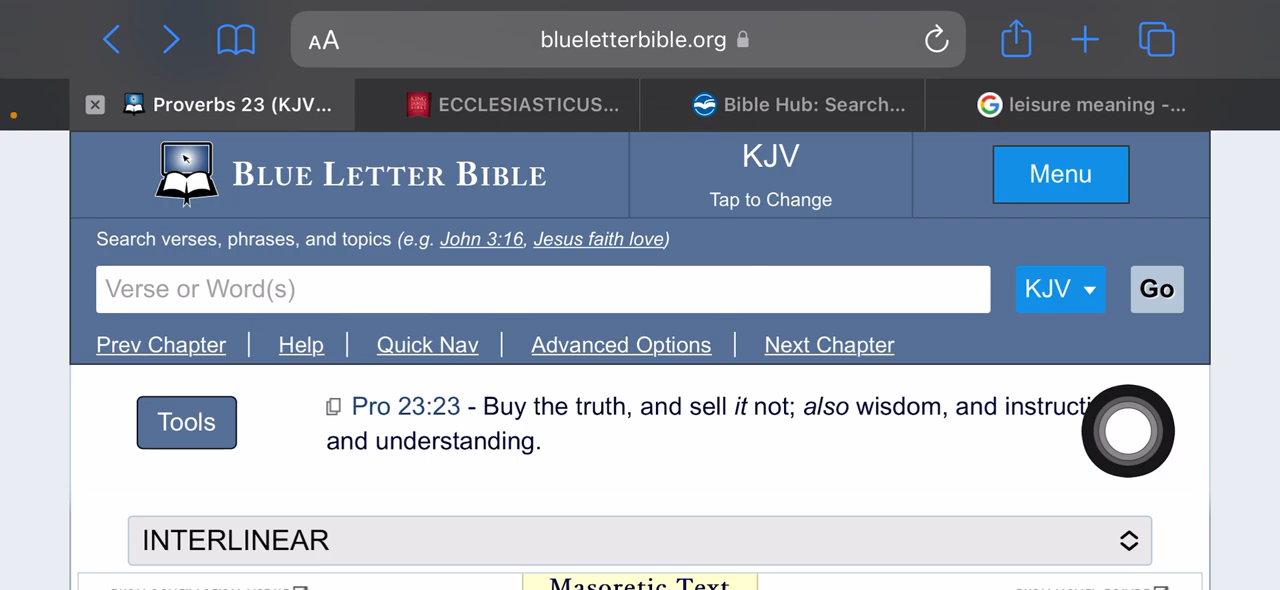 AA blueletterbible.org
Proverbs 23 (KJV... ECCLESIASTICUS... Bible Hub: Search... leisure meaning -...
BLUE LETTER BIBLE KJV Menu
Tap to Change
Search verses, phrases, and topics (e.g. John 3:16, Jesus faith love)
Verse or Word(s) KJV Go
Prev Chapter | Help | Quick Nav | Advanced Options | Next Chapter
Tools Pro 23:23 - Buy the truth, and sell it not; also wisdom, and instructi
and understanding.
INTERLINEAR
Masoretic Text